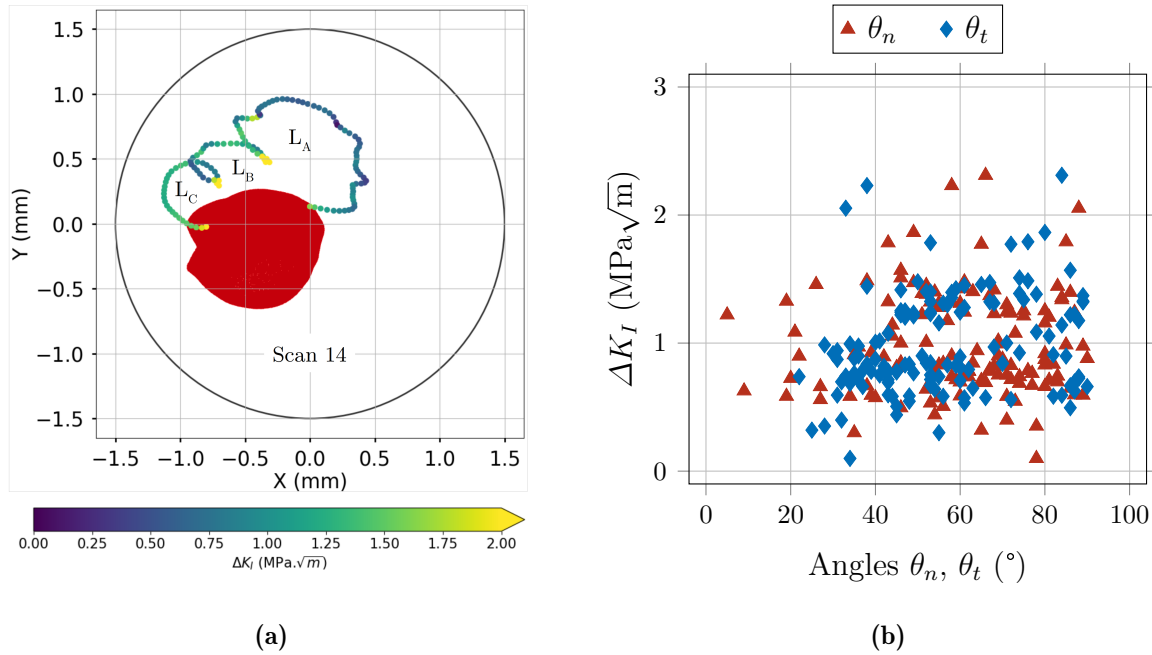 1.5
1.0
0.5
0.0
−0.5
−1.0
−1.5
Y (mm)
L_A
L_B
L_C
Scan 14
−1.5 −1.0 −0.5 0.0 0.5 1.0 1.5
X (mm)
0.00 0.25 0.50 0.75 1.00 1.25 1.50 1.75 2.00
ΔK_I (MPa.√m)
(a)
θ_n θ_t
3
2
1
0
ΔK_I (MPa√m)
0 20 40 60 80 100
Angles θ_n, θ_t (°)
(b)